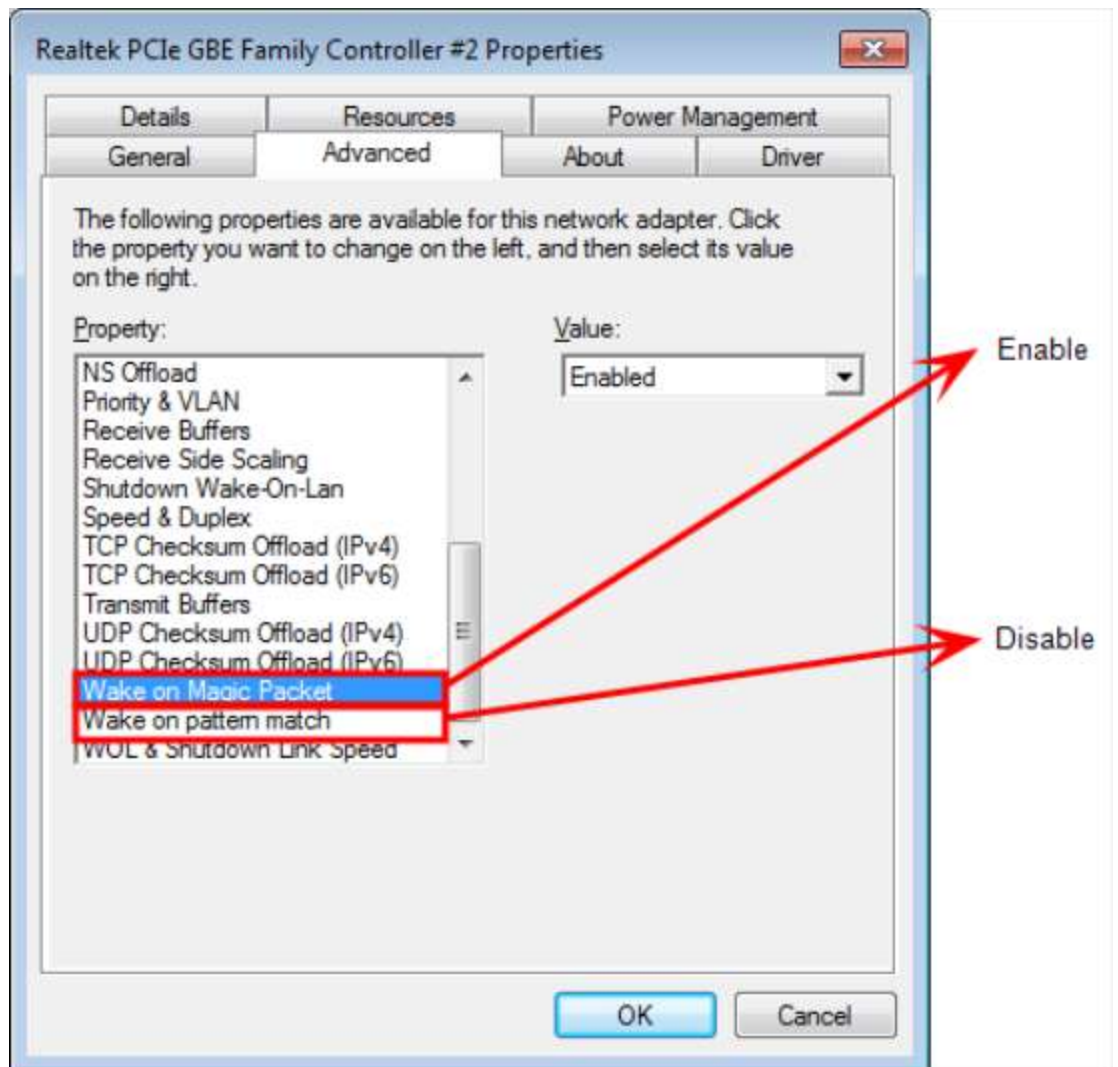 Realtek PCIe GBE Family Controller #2 Properties
Details Resources Power Management
General Advanced About Driver
The following properties are available for this network adapter. Click
the property you want to change on the left, and then select its value
on the right.
Property:
Value:
NS Offload
Priority & VLAN
Receive Buffers
Receive Side Scaling
Shutdown Wake-On-Lan
Speed & Duplex
TCP Checksum Offload (IPv4)
TCP Checksum Offload (IPv6)
Transmit Buffers
UDP Checksum Offload (IPv4)
UDP Checksum Offload (IPv6)
Wake on Magic Packet
Wake on pattern match
WOL & Shutdown Link Speed
Enabled
Enable
Disable
OK Cancel